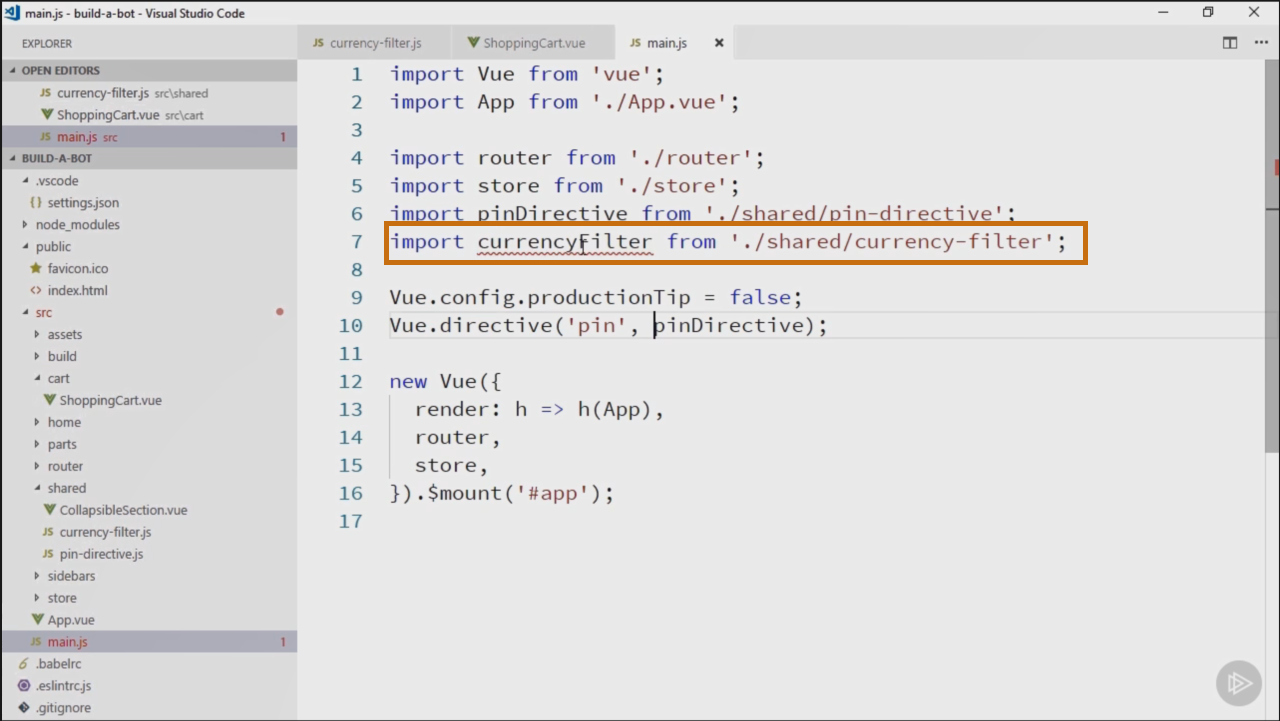 main.js - build-a-bot - Visual Studio Code
EXPLORER
OPEN EDITORS
JS currency-filter.js src\shared
ShoppingCart.vue src\cart
JS main.js src 1
BUILD-A-BOT
.vscode
{ } settings.json
node_modules
public
favicon.ico
<> index.html
src
assets
build
cart
ShoppingCart.vue
home
parts
router
shared
CollapsibleSection.vue
JS currency-filter.js
JS pin-directive.js
sidebars
store
App.vue
JS main.js 1
.babelrc
.eslintrc.js
.gitignore
JS currency-filter.js
ShoppingCart.vue
JS main.js
1 import Vue from 'vue';
2 import App from './App.vue';
3
4 import router from './router';
5 import store from './store';
6 import pinDirective from './shared/pin-directive';
7 import currencyFilter from './shared/currency-filter';
8
9 Vue.config.productionTip = false;
10 Vue.directive('pin', pinDirective);
11
12 new Vue({
13 render: h => h(App),
14 router,
15 store,
16 }).$mount('#app');
17